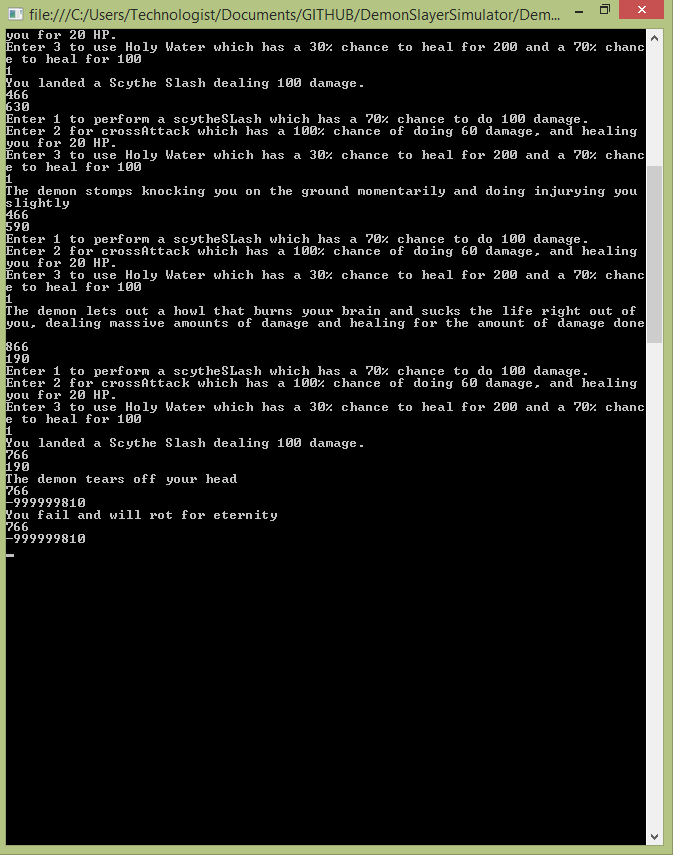 file:///C:/Users/Technologist/Documents/GITHUB/DemonSlayerSimulator/Dem...
you for 20 HP.
Enter 3 to use Holy Water which has a 30% chance to heal for 200 and a 70% chanc
e to heal for 100
1
You landed a Scythe Slash dealing 100 damage.
466
630
Enter 1 to perform a scytheSLash which has a 70% chance to do 100 damage.
Enter 2 for crossAttack which has a 100% chance of doing 60 damage, and healing
you for 20 HP.
Enter 3 to use Holy Water which has a 30% chance to heal for 200 and a 70% chanc
e to heal for 100
1
The demon stomps knocking you on the ground momentarily and doing injurying you
slightly
466
590
Enter 1 to perform a scytheSLash which has a 70% chance to do 100 damage.
Enter 2 for crossAttack which has a 100% chance of doing 60 damage, and healing
you for 20 HP.
Enter 3 to use Holy Water which has a 30% chance to heal for 200 and a 70% chanc
e to heal for 100
1
The demon lets out a howl that burns your brain and sucks the life right out of
you, dealing massive amounts of damage and healing for the amount of damage done
866
190
Enter 1 to perform a scytheSLash which has a 70% chance to do 100 damage.
Enter 2 for crossAttack which has a 100% chance of doing 60 damage, and healing
you for 20 HP.
Enter 3 to use Holy Water which has a 30% chance to heal for 200 and a 70% chanc
e to heal for 100
1
You landed a Scythe Slash dealing 100 damage.
766
190
The demon tears off your head
766
-999999810
You fail and will rot for eternity
766
-999999810